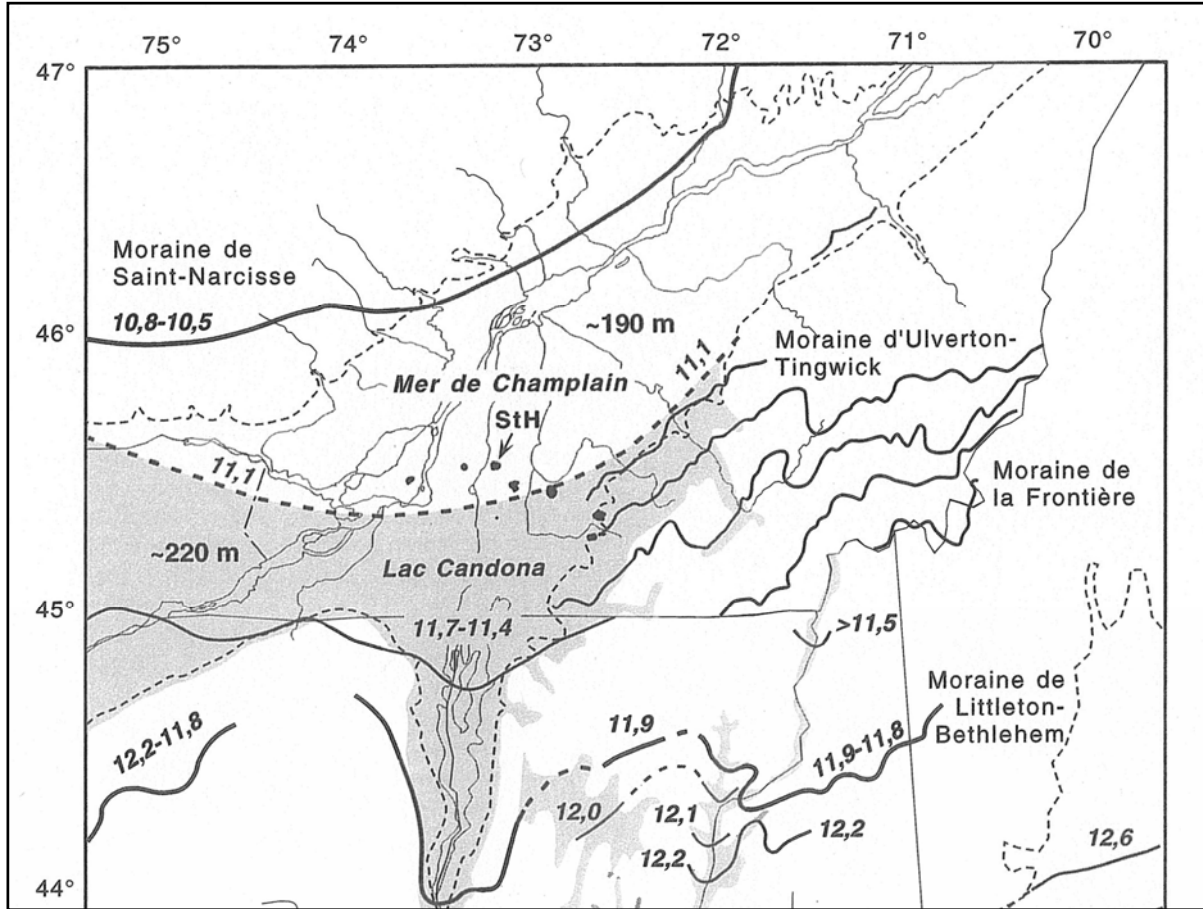 75°
74°
73°
72°
71°
70°
47°
Moraine de
Saint-Narcisse
10,8-10,5
46°
~190 m
11,1
Moraine d'Ulverton-
Tingwick
Mer de Champlain
StH
11,1
Moraine de
la Frontière
~220 m
Lac Candona
45°
11,7-11,4
>11,5
Moraine de
Littleton-
Bethlehem
12,2-11,8
11,9
11,9-11,8
12,0
12,1
12,2
12,2
12,6
44°